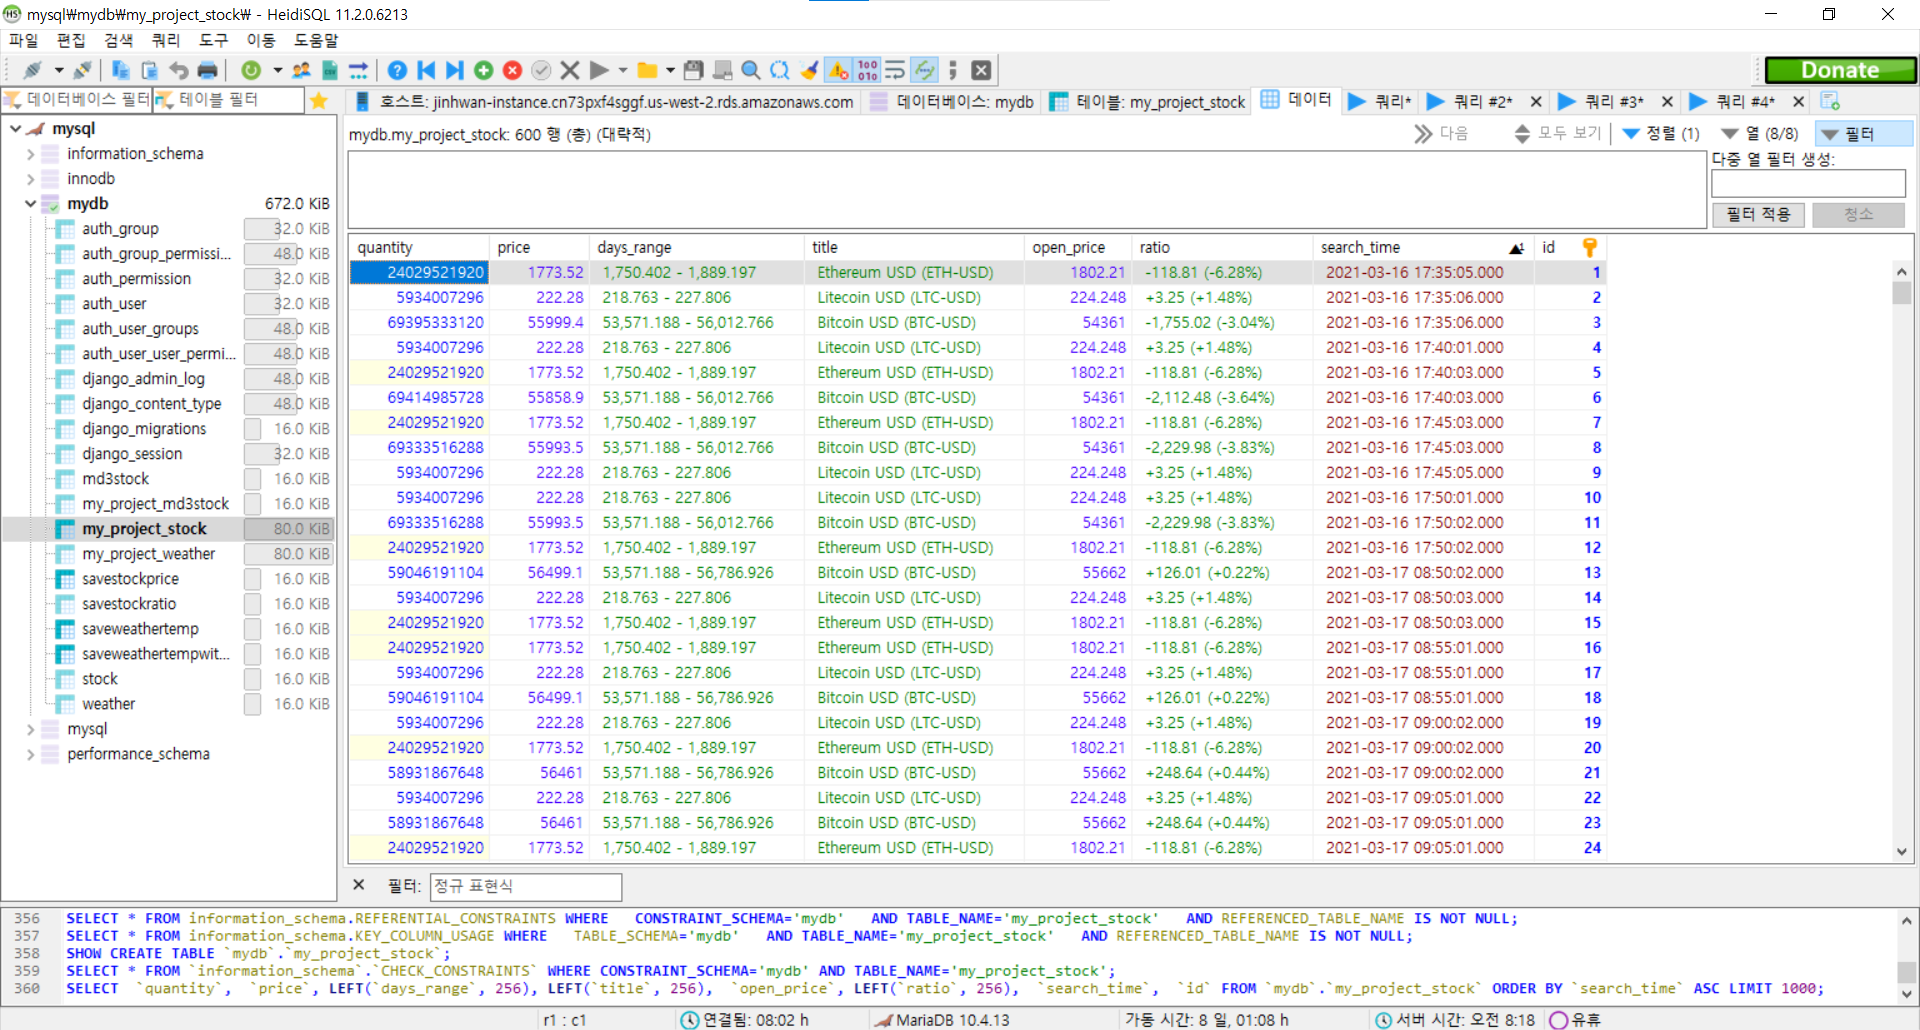 mysql\mydb\my_project_stock\ - HeidiSQL 11.2.0.6213
파일 편집 검색 쿼리 도구 이동 도움말
Donate
데이터베이스 필터 테이블 필터
호스트: jinhwan-instance.cn73pxf4sggf.us-west-2.rds.amazonaws.com 데이터베이스: mydb 테이블: my_project_stock 데이터 쿼리* 쿼리 #2* 쿼리 #3* 쿼리 #4*
mysql
information_schema
innodb
mydb 672.0 KiB
auth_group 32.0 KiB
auth_group_permissi... 48.0 KiB
auth_permission 32.0 KiB
auth_user 32.0 KiB
auth_user_groups 48.0 KiB
auth_user_user_permi... 48.0 KiB
django_admin_log 48.0 KiB
django_content_type 48.0 KiB
django_migrations 16.0 KiB
django_session 32.0 KiB
md3stock 16.0 KiB
my_project_md3stock 16.0 KiB
my_project_stock 80.0 KiB
my_project_weather 80.0 KiB
savestockprice 16.0 KiB
savestockratio 16.0 KiB
saveweathertemp 16.0 KiB
saveweathertempwit... 16.0 KiB
stock 16.0 KiB
weather 16.0 KiB
mysql
performance_schema
mydb.my_project_stock: 600 행 (총) (대략적) 다음 모두 보기 정렬 (1) 열 (8/8) 필터
다중 열 필터 생성:
필터 적용 청소
quantity price days_range title open_price ratio search_time 1 id
24029521920 1773.52 1,750.402 - 1,889.197 Ethereum USD (ETH-USD) 1802.21 -118.81 (-6.28%) 2021-03-16 17:35:05.000 1
5934007296 222.28 218.763 - 227.806 Litecoin USD (LTC-USD) 224.248 +3.25 (+1.48%) 2021-03-16 17:35:06.000 2
69395333120 55999.4 53,571.188 - 56,012.766 Bitcoin USD (BTC-USD) 54361 -1,755.02 (-3.04%) 2021-03-16 17:35:06.000 3
5934007296 222.28 218.763 - 227.806 Litecoin USD (LTC-USD) 224.248 +3.25 (+1.48%) 2021-03-16 17:40:01.000 4
24029521920 1773.52 1,750.402 - 1,889.197 Ethereum USD (ETH-USD) 1802.21 -118.81 (-6.28%) 2021-03-16 17:40:03.000 5
69414985728 55858.9 53,571.188 - 56,012.766 Bitcoin USD (BTC-USD) 54361 -2,112.48 (-3.64%) 2021-03-16 17:40:03.000 6
24029521920 1773.52 1,750.402 - 1,889.197 Ethereum USD (ETH-USD) 1802.21 -118.81 (-6.28%) 2021-03-16 17:45:03.000 7
69333516288 55993.5 53,571.188 - 56,012.766 Bitcoin USD (BTC-USD) 54361 -2,229.98 (-3.83%) 2021-03-16 17:45:03.000 8
5934007296 222.28 218.763 - 227.806 Litecoin USD (LTC-USD) 224.248 +3.25 (+1.48%) 2021-03-16 17:45:05.000 9
5934007296 222.28 218.763 - 227.806 Litecoin USD (LTC-USD) 224.248 +3.25 (+1.48%) 2021-03-16 17:50:01.000 10
69333516288 55993.5 53,571.188 - 56,012.766 Bitcoin USD (BTC-USD) 54361 -2,229.98 (-3.83%) 2021-03-16 17:50:02.000 11
24029521920 1773.52 1,750.402 - 1,889.197 Ethereum USD (ETH-USD) 1802.21 -118.81 (-6.28%) 2021-03-16 17:50:02.000 12
59046191104 56499.1 53,571.188 - 56,786.926 Bitcoin USD (BTC-USD) 55662 +126.01 (+0.22%) 2021-03-17 08:50:02.000 13
5934007296 222.28 218.763 - 227.806 Litecoin USD (LTC-USD) 224.248 +3.25 (+1.48%) 2021-03-17 08:50:03.000 14
24029521920 1773.52 1,750.402 - 1,889.197 Ethereum USD (ETH-USD) 1802.21 -118.81 (-6.28%) 2021-03-17 08:50:03.000 15
24029521920 1773.52 1,750.402 - 1,889.197 Ethereum USD (ETH-USD) 1802.21 -118.81 (-6.28%) 2021-03-17 08:55:01.000 16
5934007296 222.28 218.763 - 227.806 Litecoin USD (LTC-USD) 224.248 +3.25 (+1.48%) 2021-03-17 08:55:01.000 17
59046191104 56499.1 53,571.188 - 56,786.926 Bitcoin USD (BTC-USD) 55662 +126.01 (+0.22%) 2021-03-17 08:55:01.000 18
5934007296 222.28 218.763 - 227.806 Litecoin USD (LTC-USD) 224.248 +3.25 (+1.48%) 2021-03-17 09:00:02.000 19
24029521920 1773.52 1,750.402 - 1,889.197 Ethereum USD (ETH-USD) 1802.21 -118.81 (-6.28%) 2021-03-17 09:00:02.000 20
58931867648 56461 53,571.188 - 56,786.926 Bitcoin USD (BTC-USD) 55662 +248.64 (+0.44%) 2021-03-17 09:00:02.000 21
5934007296 222.28 218.763 - 227.806 Litecoin USD (LTC-USD) 224.248 +3.25 (+1.48%) 2021-03-17 09:05:01.000 22
58931867648 56461 53,571.188 - 56,786.926 Bitcoin USD (BTC-USD) 55662 +248.64 (+0.44%) 2021-03-17 09:05:01.000 23
24029521920 1773.52 1,750.402 - 1,889.197 Ethereum USD (ETH-USD) 1802.21 -118.81 (-6.28%) 2021-03-17 09:05:01.000 24
필터: 정규 표현식
356 SELECT * FROM information_schema.REFERENTIAL_CONSTRAINTS WHERE CONSTRAINT_SCHEMA='mydb' AND TABLE_NAME='my_project_stock' AND REFERENCED_TABLE_NAME IS NOT NULL;
357 SELECT * FROM information_schema.KEY_COLUMN_USAGE WHERE TABLE_SCHEMA='mydb' AND TABLE_NAME='my_project_stock' AND REFERENCED_TABLE_NAME IS NOT NULL;
358 SHOW CREATE TABLE `mydb`.`my_project_stock`;
359 SELECT * FROM `information_schema`.`CHECK_CONSTRAINTS` WHERE CONSTRAINT_SCHEMA='mydb' AND TABLE_NAME='my_project_stock';
360 SELECT `quantity`, `price`, LEFT(`days_range`, 256), LEFT(`title`, 256), `open_price`, LEFT(`ratio`, 256), `search_time`, `id` FROM `mydb`.`my_project_stock` ORDER BY `search_time` ASC LIMIT 1000;
r1 : c1 연결됨: 08:02 h MariaDB 10.4.13 가동 시간: 8 일, 01:08 h 서버 시간: 오전 8:18 유휴